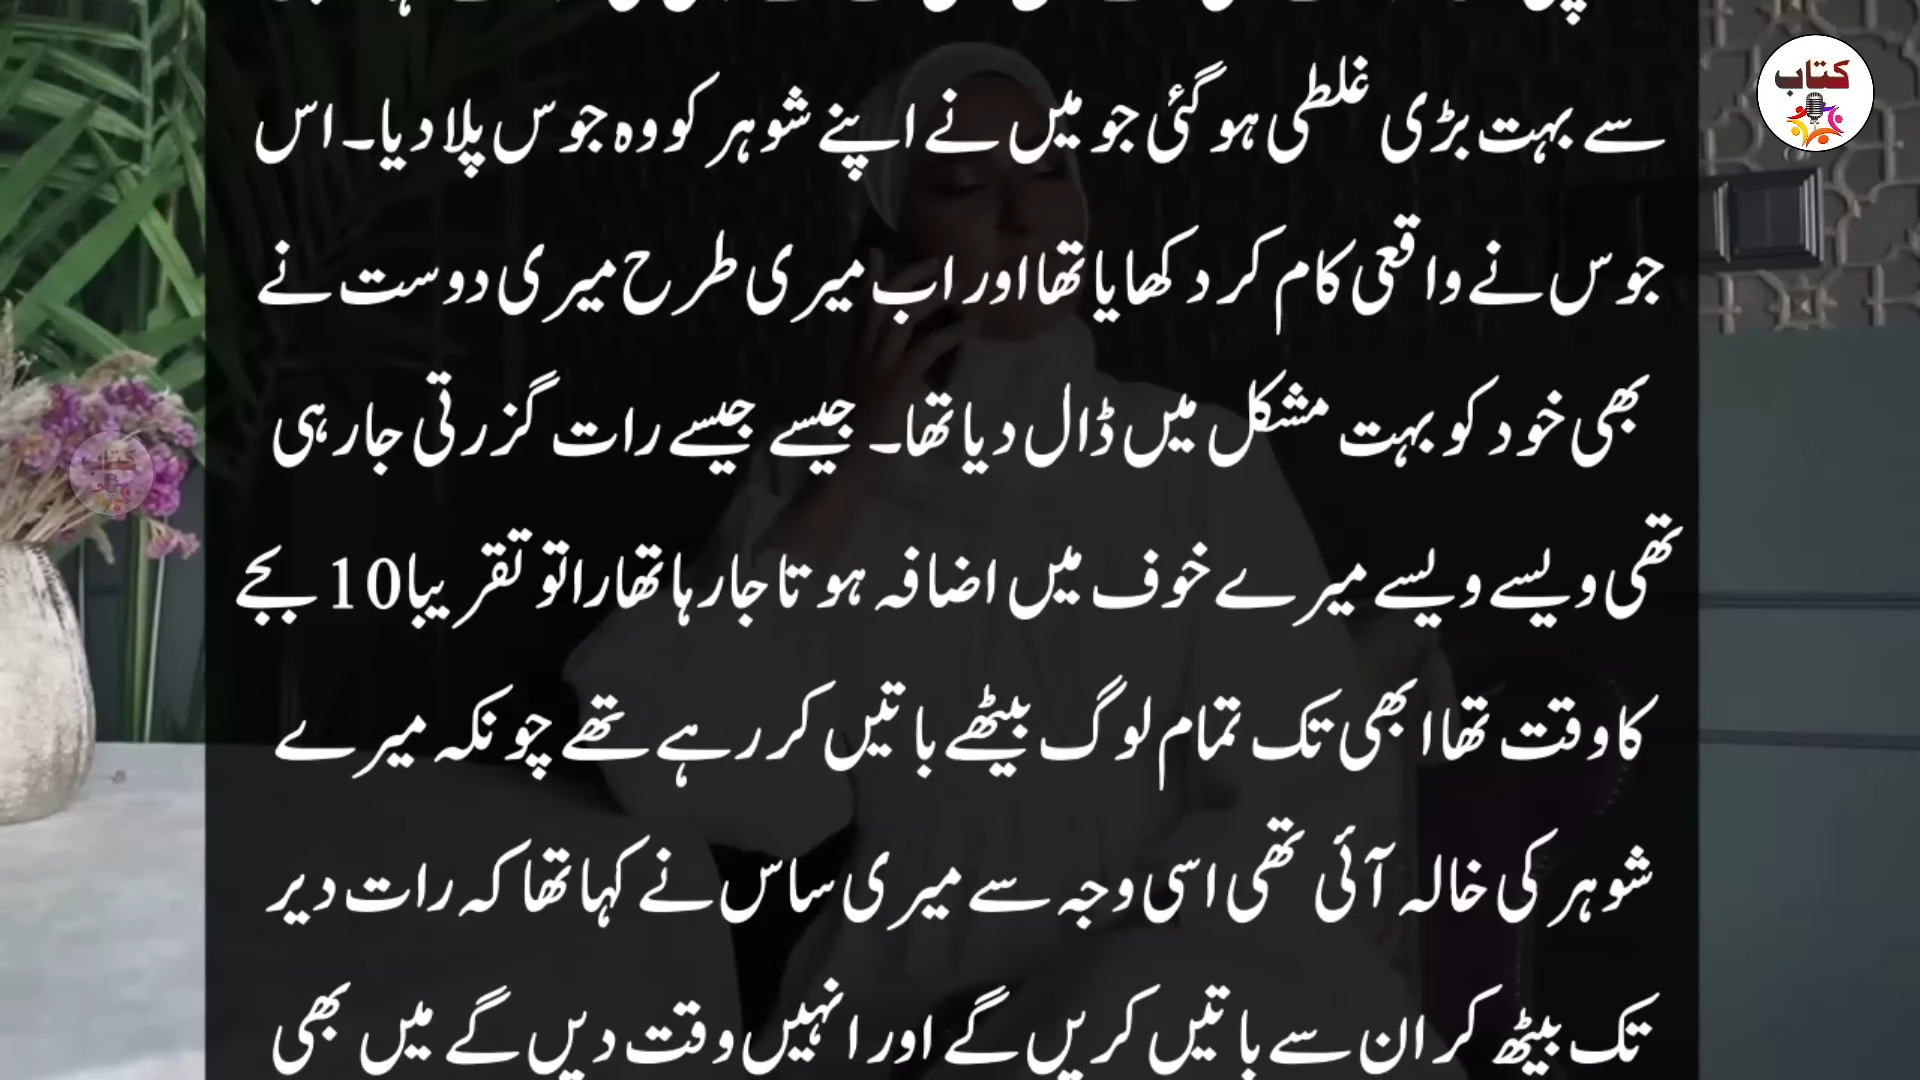 سے بہت بڑی غلطی ہو گئی جو میں نے اپنے شوہر کو وہ جوس پلا دیا۔ اس
جوس نے واقعی کام کر دکھایا تھا اور اب میری طرح میری دوست نے
بھی خود کو بہت مشکل میں ڈال دیا تھا۔ جیسے جیسے رات گزرتی جا رہی
تھی ویسے ویسے میرے خوف میں اضافہ ہوتا جا رہا تھا راتو تقریبا 10 بجے
کا وقت تھا ابھی تک تمام لوگ بیٹھے باتیں کر رہے تھے چونکہ میرے
شوہر کی خالہ آئی تھی اسی وجہ سے میری ساس نے کہا تھا کہ رات دیر
تک بیٹھ کر ان سے باتیں کریں گے اور انہیں وقت دیں گے میں بھی
کتاب
کتاب